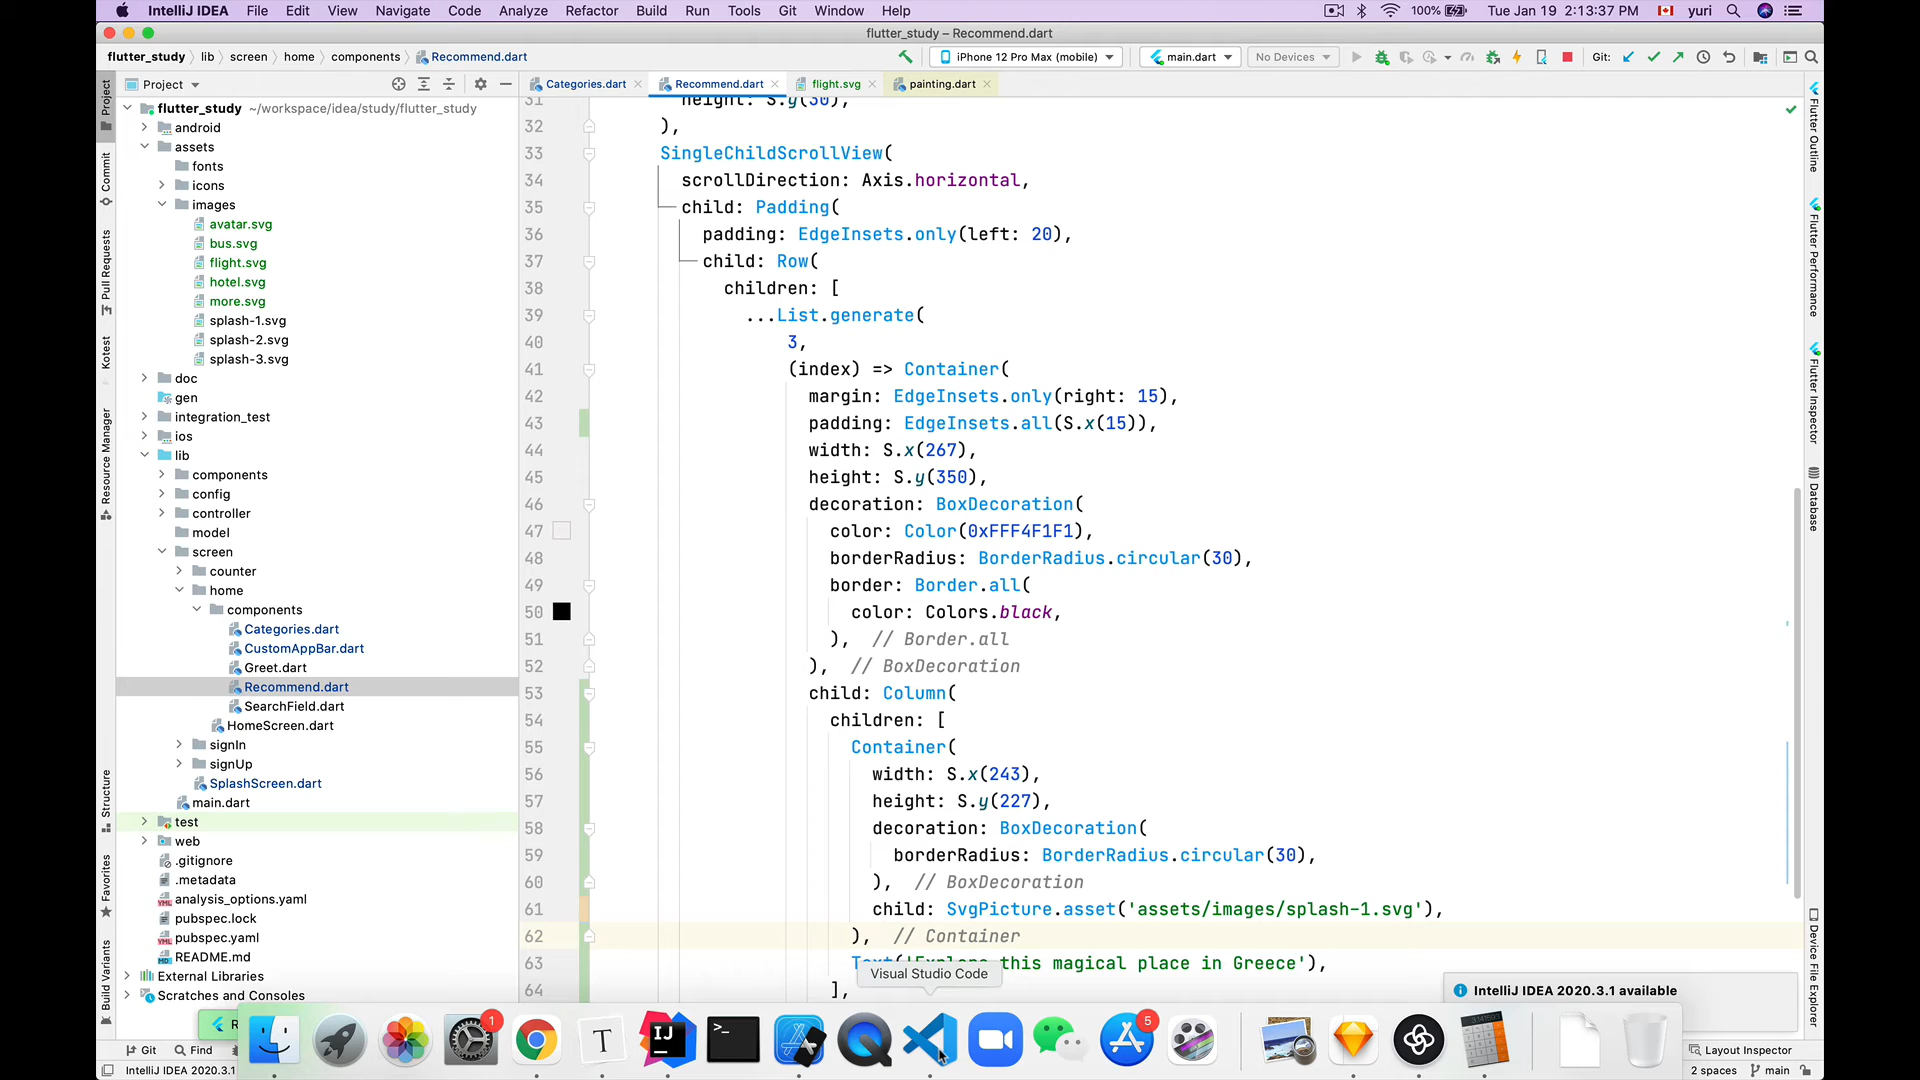 IntelliJ IDEA File Edit View Navigate Code Analyze Refactor Build Run Tools Git Window Help 100% Tue Jan 19 2:13:37 PM yuri
flutter_study – Recommend.dart
flutter_study lib screen home components Recommend.dart iPhone 12 Pro Max (mobile) main.dart No Devices Git:
Project Categories.dart Recommend.dart flight.svg painting.dart
flutter_study ~/workspace/idea/study/flutter_study
android
assets
fonts
icons
images
avatar.svg
bus.svg
flight.svg
hotel.svg
more.svg
splash-1.svg
splash-2.svg
splash-3.svg
doc
gen
integration_test
ios
lib
components
config
controller
model
screen
counter
home
components
Categories.dart
CustomAppBar.dart
Greet.dart
Recommend.dart
SearchField.dart
HomeScreen.dart
signIn
signUp
SplashScreen.dart
main.dart
test
web
.gitignore
.metadata
analysis_options.yaml
pubspec.lock
pubspec.yaml
README.md
External Libraries
Scratches and Consoles
31 height: S.y(30),
32 ),
33 SingleChildScrollView(
34 scrollDirection: Axis.horizontal,
35 child: Padding(
36 padding: EdgeInsets.only(left: 20),
37 child: Row(
38 children: [
39 ...List.generate(
40 3,
41 (index) => Container(
42 margin: EdgeInsets.only(right: 15),
43 padding: EdgeInsets.all(S.x(15)),
44 width: S.x(267),
45 height: S.y(350),
46 decoration: BoxDecoration(
47 color: Color(0xFFF4F1F1),
48 borderRadius: BorderRadius.circular(30),
49 border: Border.all(
50 color: Colors.black,
51 ), // Border.all
52 ), // BoxDecoration
53 child: Column(
54 children: [
55 Container(
56 width: S.x(243),
57 height: S.y(227),
58 decoration: BoxDecoration(
59 borderRadius: BorderRadius.circular(30),
60 ), // BoxDecoration
61 child: SvgPicture.asset('assets/images/splash-1.svg'),
62 ), // Container
63 Text('Explore this magical place in Greece'),
64 ],
Visual Studio Code
IntelliJ IDEA 2020.3.1 available
Project
Commit
Pull Requests
Kotest
Resource Manager
Structure
Favorites
Build Variants
Flutter Outline
Flutter Performance
Flutter Inspector
Database
Device File Explorer
R
1
T
IJ
5
Git Find
Layout Inspector
IntelliJ IDEA 2020.3.1
2 spaces main